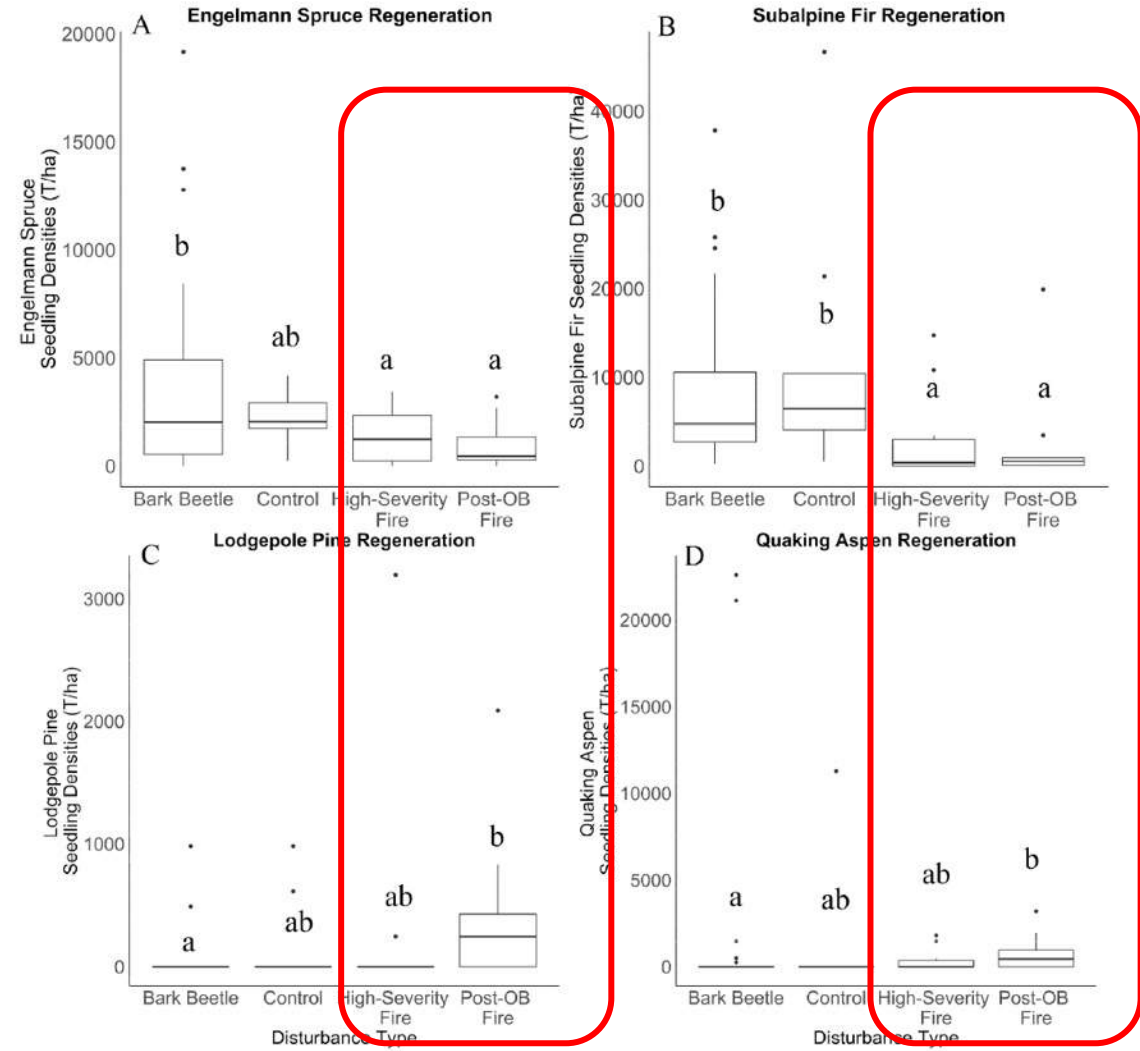 A
Engelmann Spruce Regeneration
20000
15000
10000
5000
0
Engelmann Spruce
Seedling Densities (T/ha)
b
ab
a
a
Bark Beetle Control High-Severity Fire Post-OB Fire
B
Subalpine Fir Regeneration
40000
30000
20000
10000
0
Subalpine Fir Seedling Densities (T/ha)
b
b
a
a
Bark Beetle Control High-Severity Fire Post-OB Fire
C
Lodgepole Pine Regeneration
3000
2000
1000
0
Lodgepole Pine
Seedling Densities (T/ha)
a
ab
ab
b
Bark Beetle Control High-Severity Fire Post-OB Fire
Disturbance Type
D
Quaking Aspen Regeneration
20000
15000
10000
5000
0
Quaking Aspen
Seedling Densities (T/ha)
a
ab
ab
b
Bark Beetle Control High-Severity Fire Post-OB Fire
Disturbance Type